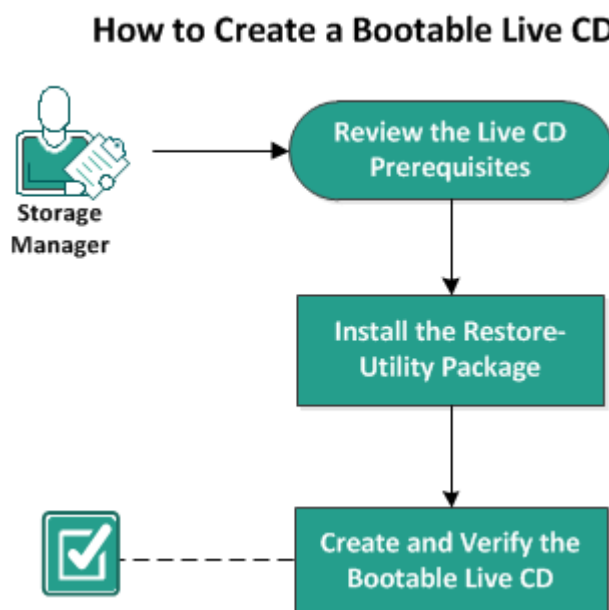 How to Create a Bootable Live CD
Review the Live CD
Prerequisites
Storage
Manager
Install the Restore-
Utility Package
Create and Verify the
Bootable Live CD